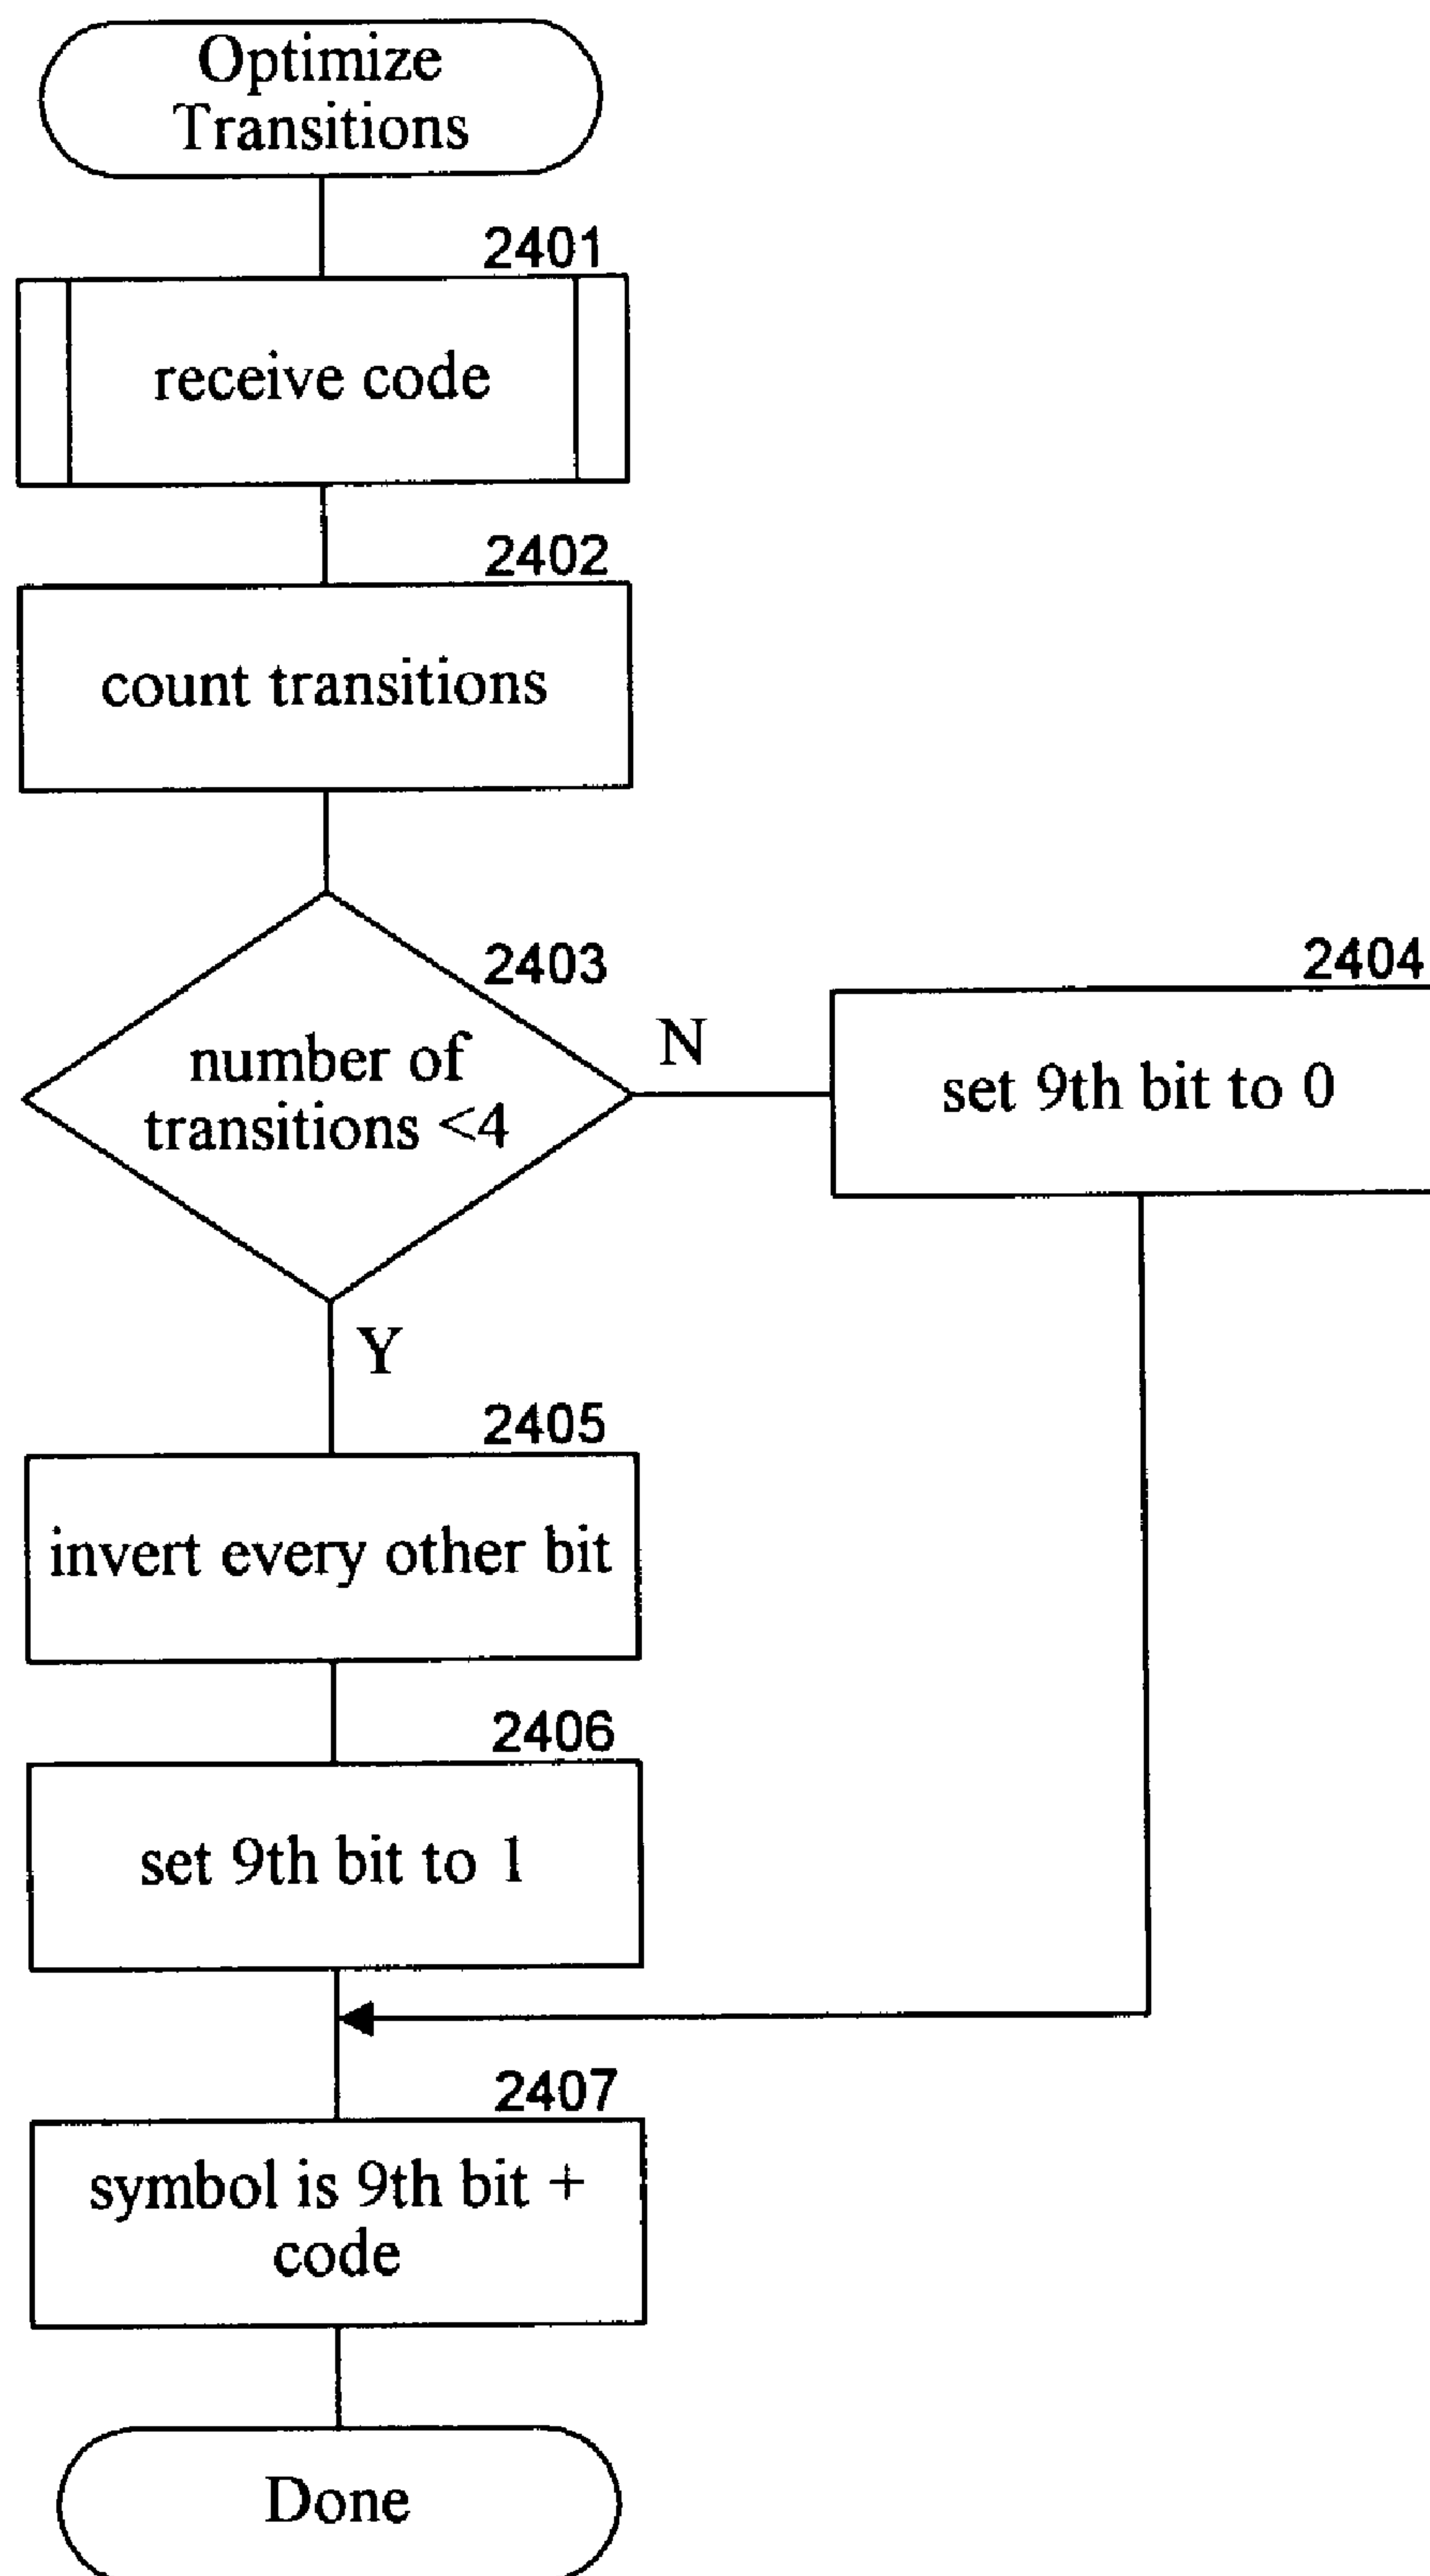 Optimize
Transitions
2401
receive code
2402
count transitions
2403
number of
transitions <4
N
2404
set 9th bit to 0
Y
2405
invert every other bit
2406
set 9th bit to 1
2407
symbol is 9th bit +
code
Done